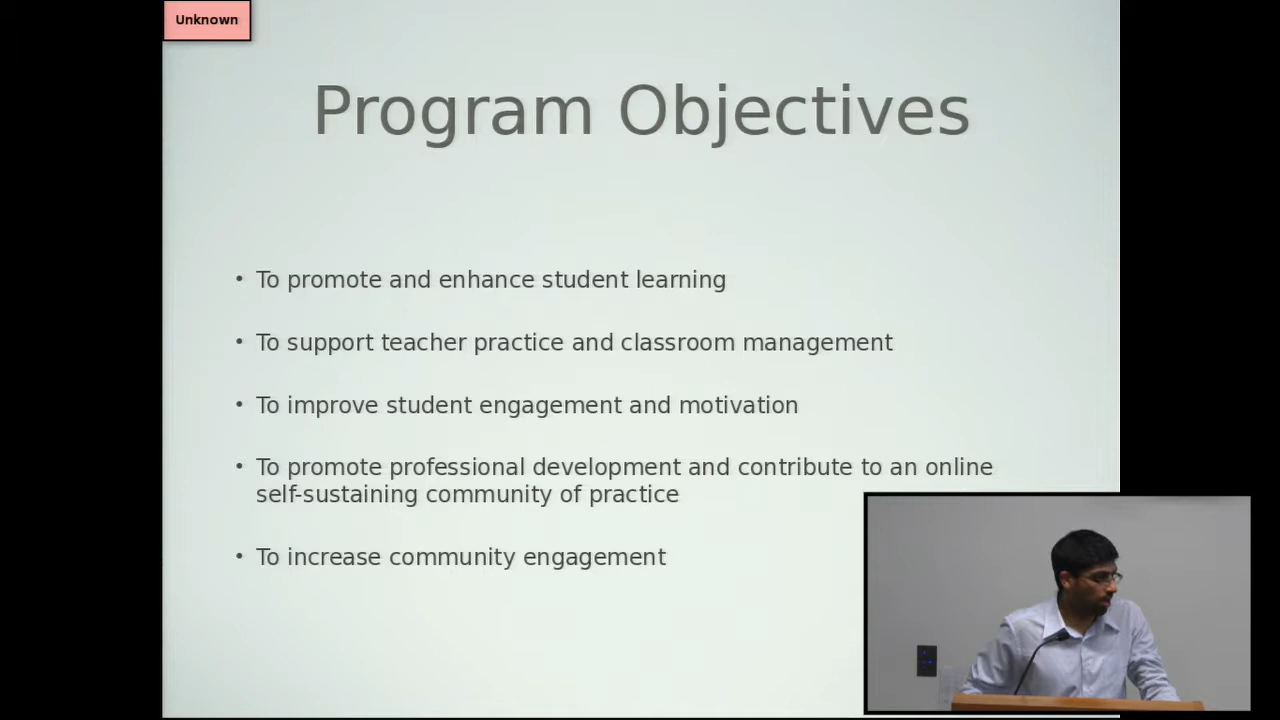 Unknown
Program Objectives
• To promote and enhance student learning
• To support teacher practice and classroom management
• To improve student engagement and motivation
• To promote professional development and contribute to an online
self-sustaining community of practice
• To increase community engagement